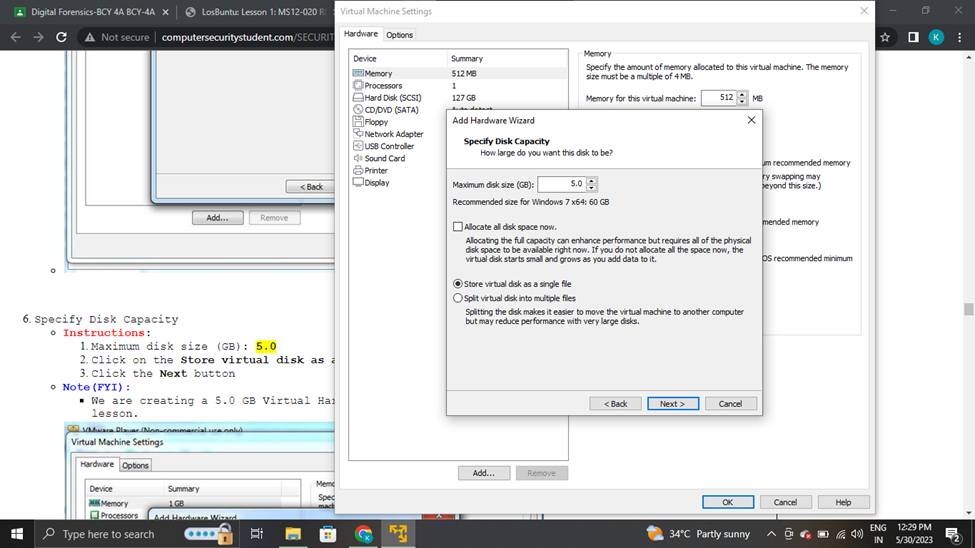 Digital Forensics-BCY 4A BCY-4A
LosBuntu: Lesson 1: MS12-020 R
Not secure
computersecuritystudent.com/SECURIT
K
< Back
Add...
Remove
6. Specify Disk Capacity
Instructions:
1. Maximum disk size (GB): 5.0
2. Click on the Store virtual disk as a
3. Click the Next button
Note(FYI):
We are creating a 5.0 GB Virtual Har
lesson.
VMware Player (Non-commercial use only)
Virtual Machine Settings
Hardware
Options
Device
Summary
Memory
1 GB
Processors
Add Hardware Wizard
Virtual Machine Settings
Hardware
Options
Device
Summary
Memory
512 MB
Processors
1
Hard Disk (SCSI)
127 GB
CD/DVD (SATA)
Auto detect
Floppy
Network Adapter
USB Controller
Sound Card
Printer
Display
Memory
Specify the amount of memory allocated to this virtual machine. The memory
size must be a multiple of 4 MB.
Memory for this virtual machine:
512
MB
um recommended memory
ry swapping may
beyond this size.)
mended memory
OS recommended minimum
Add Hardware Wizard
Specify Disk Capacity
How large do you want this disk to be?
Maximum disk size (GB):
5.0
Recommended size for Windows 7 x64: 60 GB
Allocate all disk space now.
Allocating the full capacity can enhance performance but requires all of the physical
disk space to be available right now. If you do not allocate all the space now, the
virtual disk starts small and grows as you add data to it.
Store virtual disk as a single file
Split virtual disk into multiple files
Splitting the disk makes it easier to move the virtual machine to another computer
but may reduce performance with very large disks.
< Back
Next >
Cancel
Add...
Remove
OK
Cancel
Help
Type here to search
34°C Partly sunny
ENG
IN
12:29 PM
5/30/2023
2